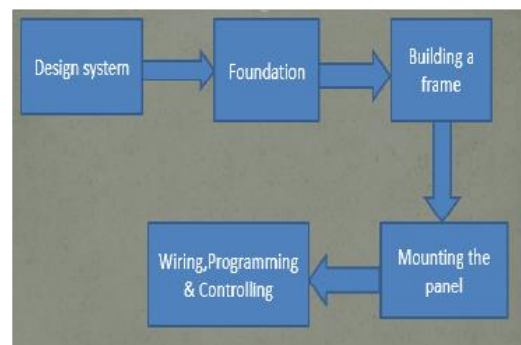 Design system
Foundation
Building a
frame
Mounting the
panel
Wiring,Programming
& Controlling